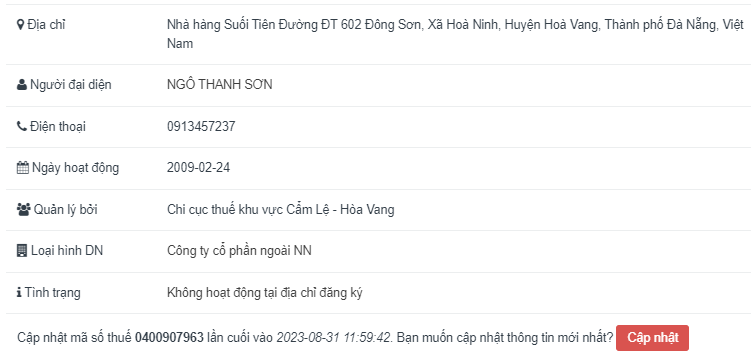 Địa chỉ Nhà hàng Suối Tiên Đường ĐT 602 Đông Sơn, Xã Hoà Ninh, Huyện Hoà Vang, Thành phố Đà Nẵng, Việt
Nam
Người đại diện NGÔ THANH SƠN
Điện thoại 0913457237
Ngày hoạt động 2009-02-24
Quản lý bởi Chi cục thuế khu vực Cẩm Lệ - Hòa Vang
Loại hình DN Công ty cổ phần ngoài NN
Tình trạng Không hoạt động tại địa chỉ đăng ký
Cập nhật mã số thuế 0400907963 lần cuối vào 2023-08-31 11:59:42. Bạn muốn cập nhật thông tin mới nhất? Cập nhật